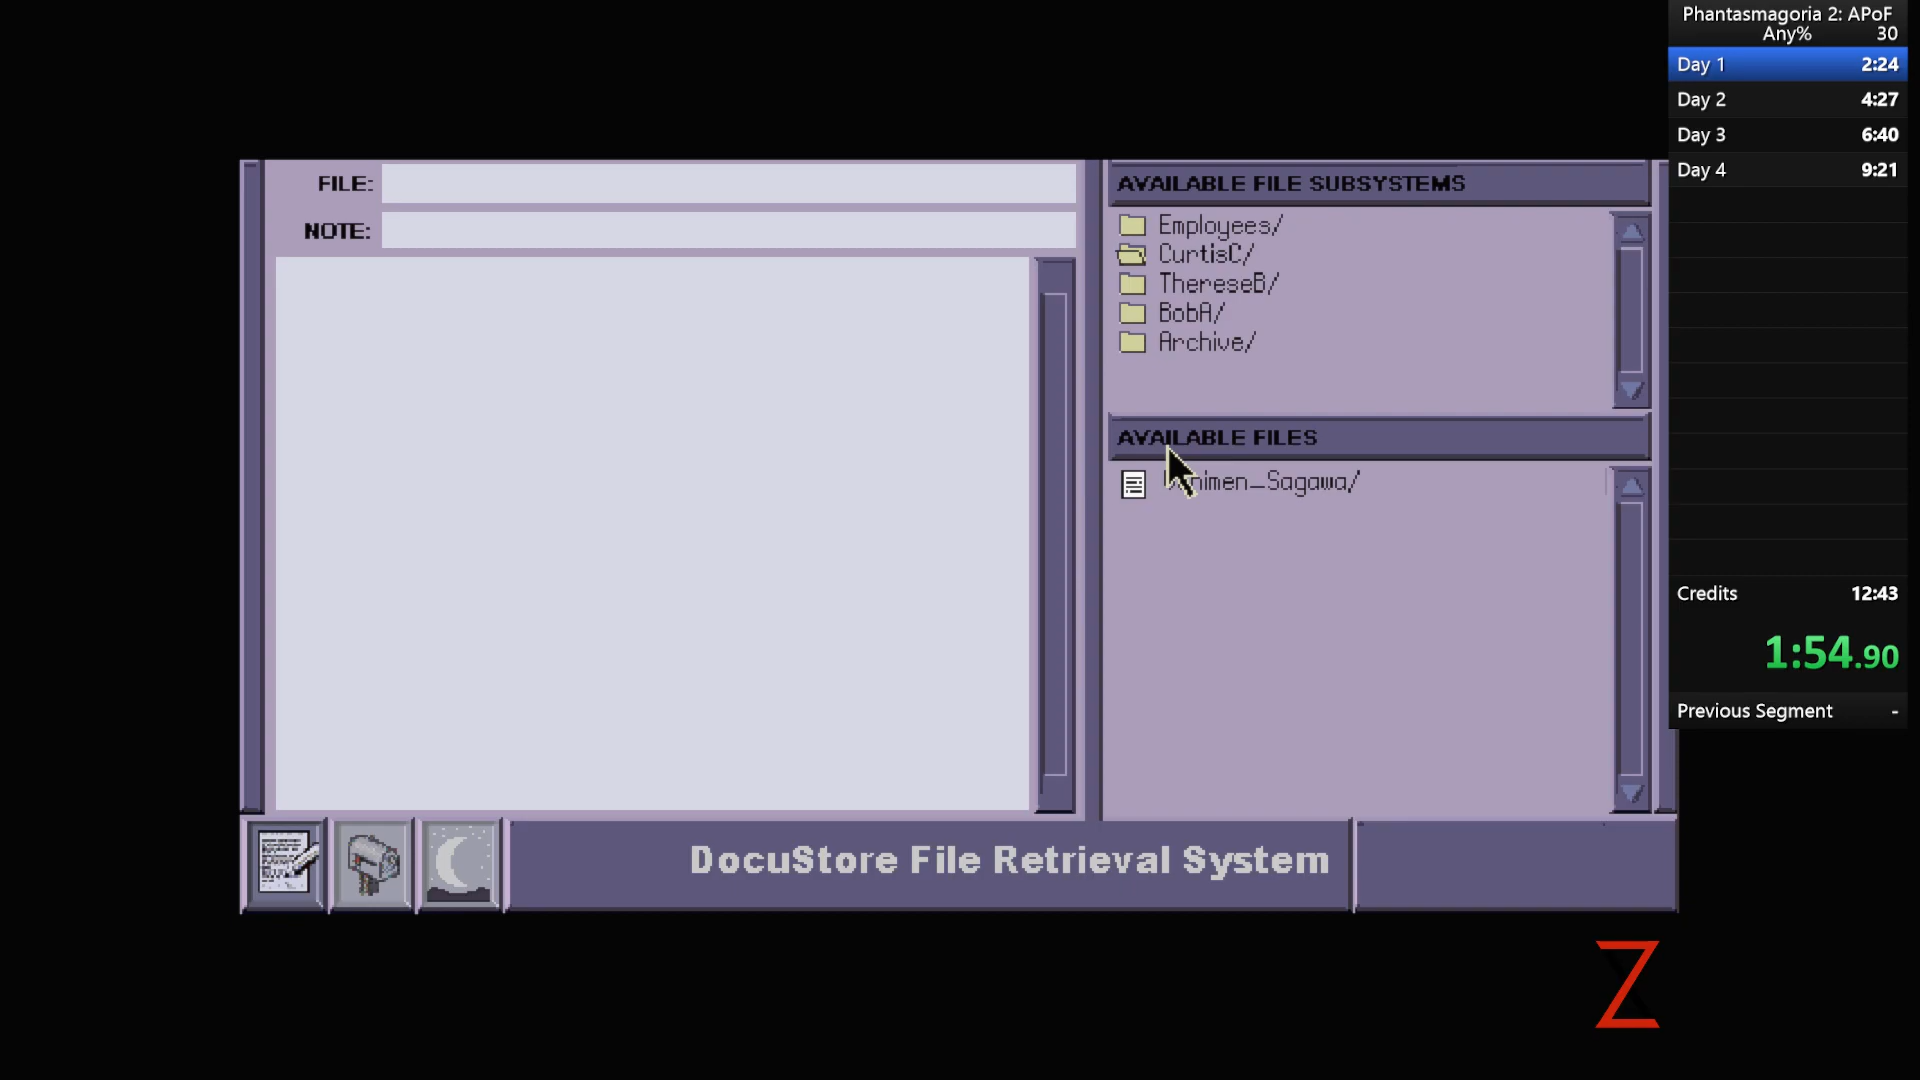 Phantasmagoria 2: APoF
Any% 30
Day 1 2:24
Day 2 4:27
Day 3 6:40
Day 4 9:21
Credits 12:43
1:54.90
Previous Segment -
FILE:
NOTE:
AVAILABLE FILE SUBSYSTEMS
Employees/
CurtisC/
ThereseB/
BobA/
Archive/
AVAILABLE FILES
DocuStore File Retrieval System
Z